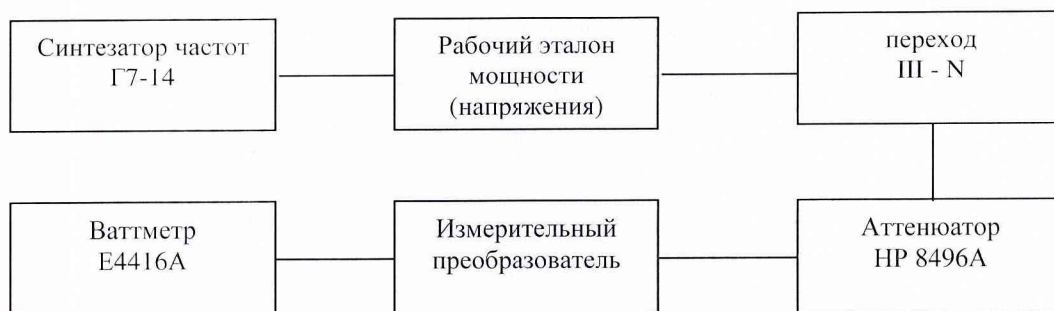 Синтезатор частот
Г7-14
Рабочий эталон
мощности
(напряжения)
переход
III - N
Ваттметр
E4416A
Измерительный
преобразователь
Аттенюатор
HP 8496A